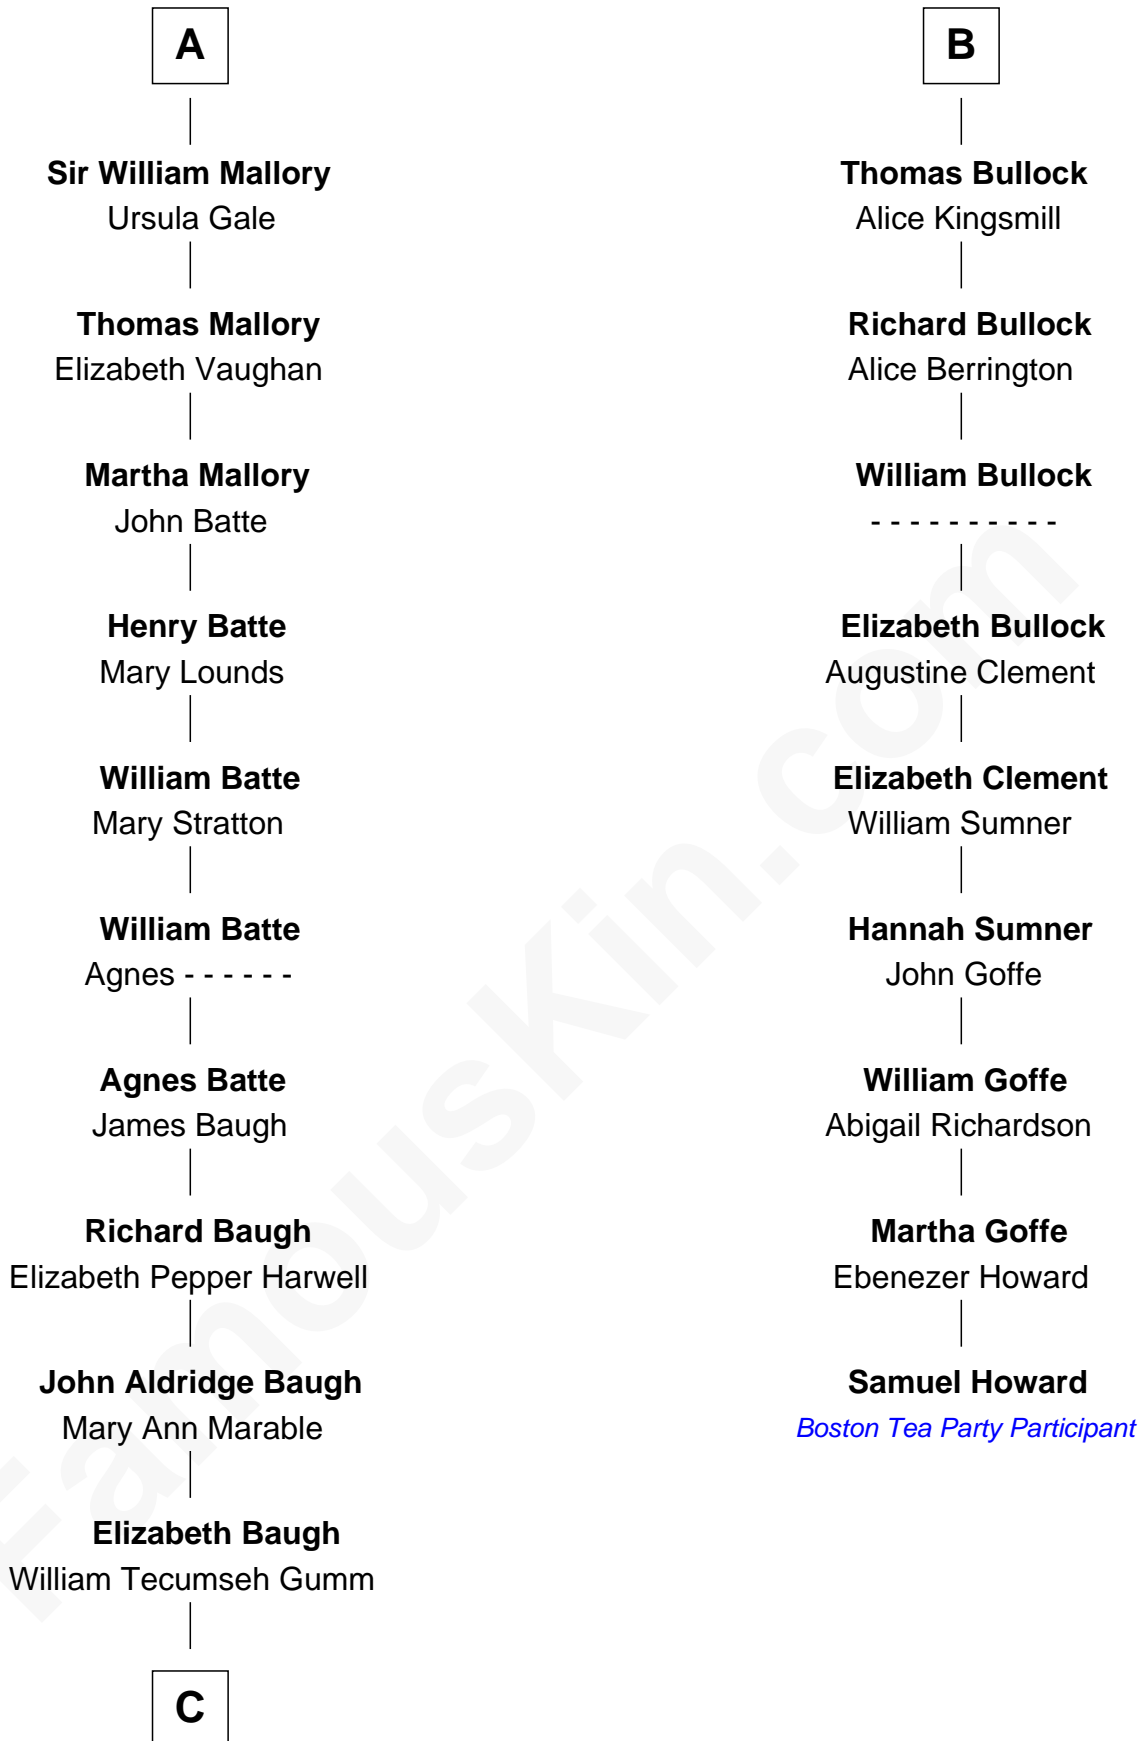 A
Sir William Mallory
Ursula Gale
Thomas Mallory
Elizabeth Vaughan
Martha Mallory
John Batte
Henry Batte
Mary Lounds
William Batte
Mary Stratton
William Batte
Agnes - - - - - -
Agnes Batte
James Baugh
Richard Baugh
Elizabeth Pepper Harwell
John Aldridge Baugh
Mary Ann Marable
Elizabeth Baugh
William Tecumseh Gumm
C
B
Thomas Bullock
Alice Kingsmill
Richard Bullock
Alice Berrington
William Bullock
- - - - - - - - - -
Elizabeth Bullock
Augustine Clement
Elizabeth Clement
William Sumner
Hannah Sumner
John Goffe
William Goffe
Abigail Richardson
Martha Goffe
Ebenezer Howard
Samuel Howard
Boston Tea Party Participant
FamousKin.com